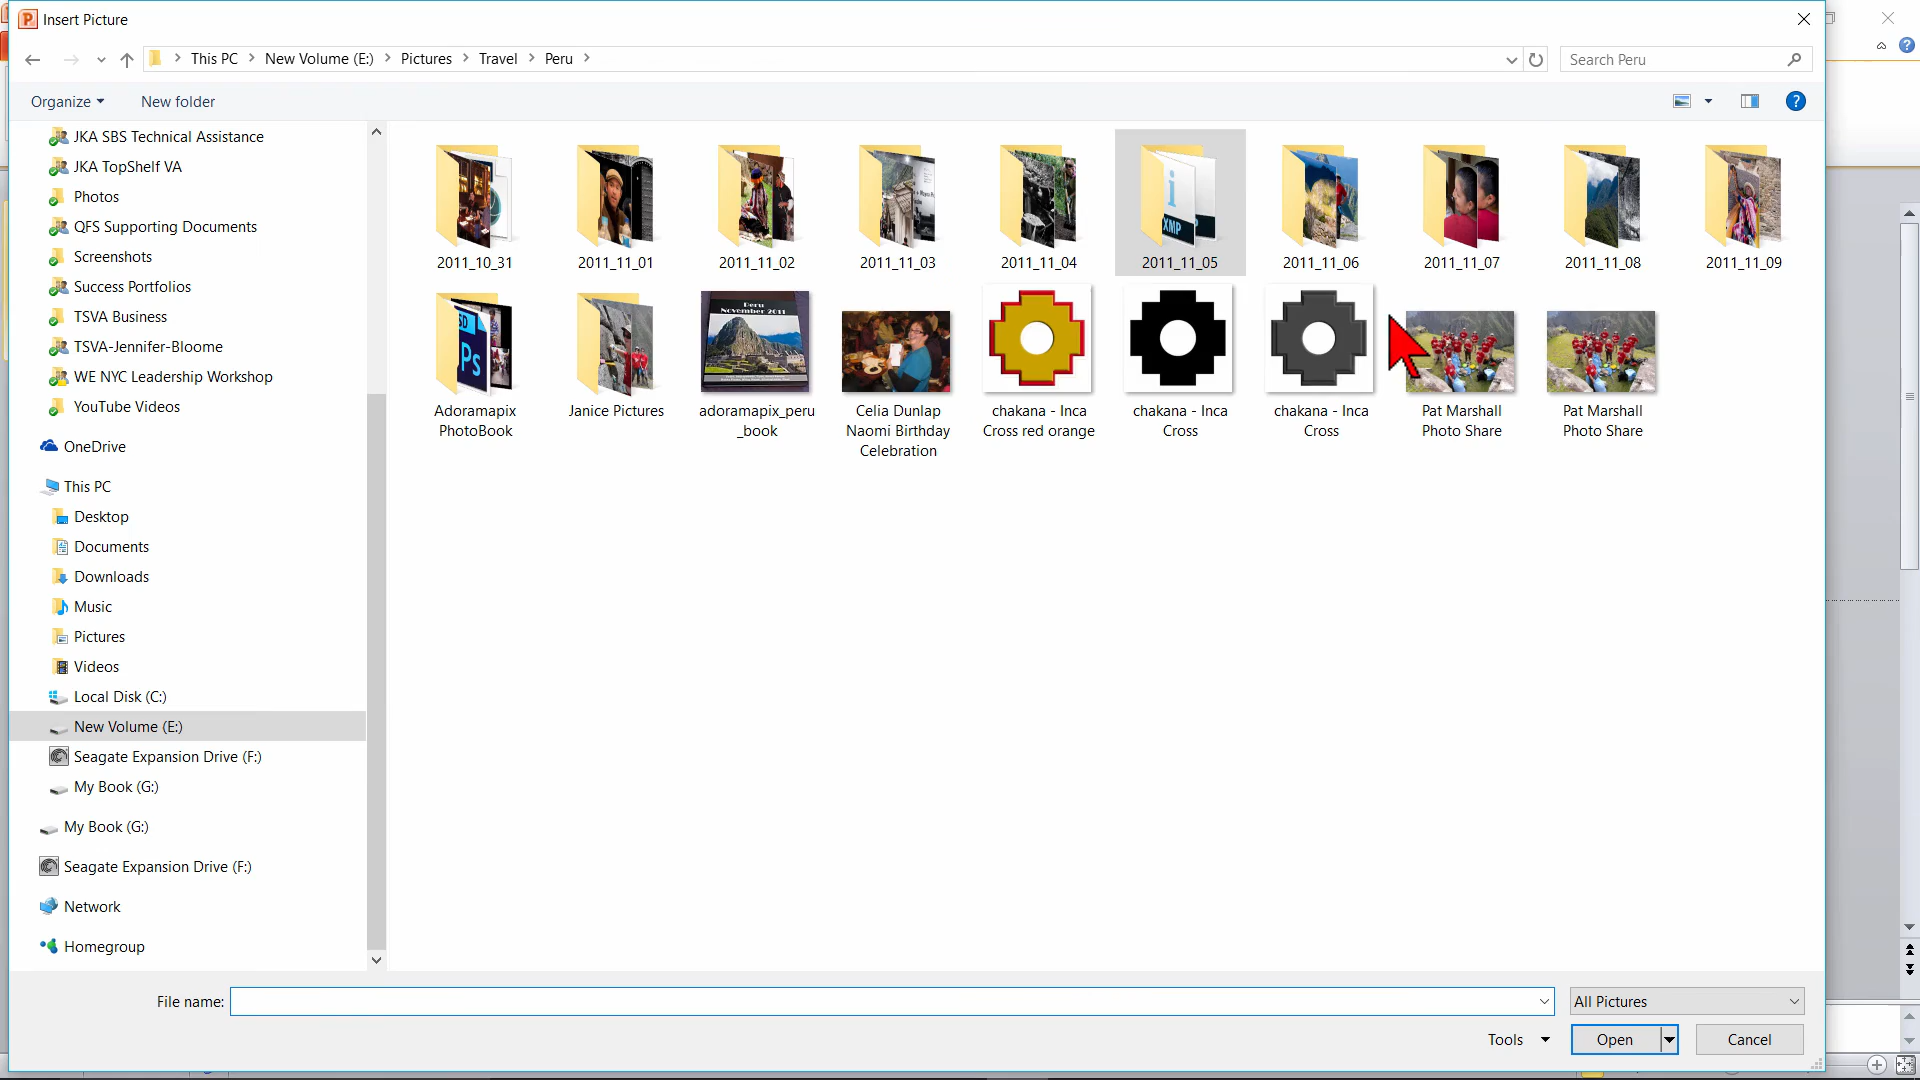 Insert Picture
This PC > New Volume (E:) > Pictures > Travel > Peru >
Search Peru
Organize
New folder
JKA SBS Technical Assistance
JKA TopShelf VA
Photos
QFS Supporting Documents
Screenshots
Success Portfolios
TSVA Business
TSVA-Jennifer-Bloome
WE NYC Leadership Workshop
YouTube Videos
OneDrive
This PC
Desktop
Documents
Downloads
Music
Pictures
Videos
Local Disk (C:)
New Volume (E:)
Seagate Expansion Drive (F:)
My Book (G:)
My Book (G:)
Seagate Expansion Drive (F:)
Network
Homegroup
XMP
2011_10_31
2011_11_01
2011_11_02
2011_11_03
2011_11_04
2011_11_05
2011_11_06
2011_11_07
2011_11_08
2011_11_09
Ps
Peru
November 2011
Adoramapix
PhotoBook
Janice Pictures
adoramapix_peru
_book
Celia Dunlap
Naomi Birthday
Celebration
chakana - Inca
Cross red orange
chakana - Inca
Cross
chakana - Inca
Cross
Pat Marshall
Photo Share
Pat Marshall
Photo Share
File name:
All Pictures
Tools
Open
Cancel